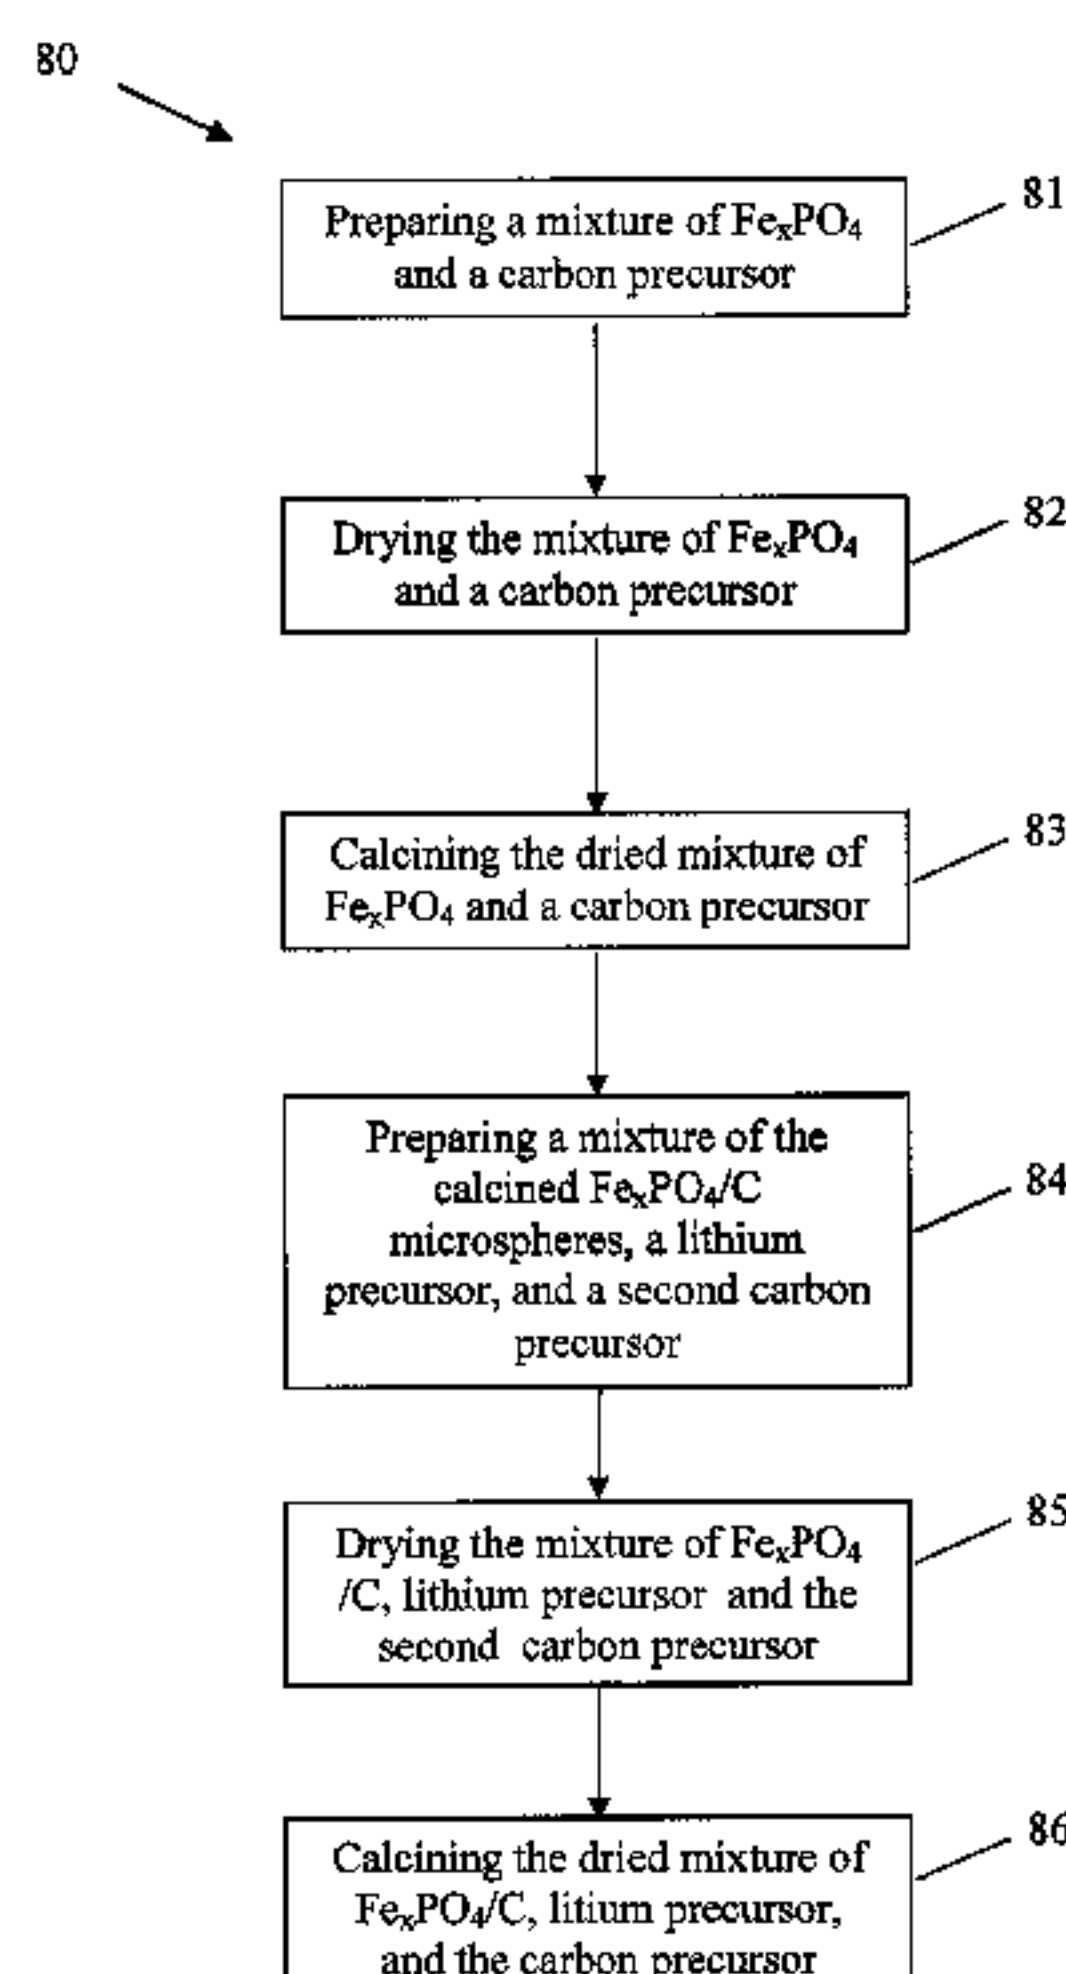 80
Preparing a mixture of FeₓPO₄
and a carbon precursor
81
Drying the mixture of FeₓPO₄
and a carbon precursor
82
Calcining the dried mixture of
FeₓPO₄ and a carbon precursor
83
Preparing a mixture of the
calcined FeₓPO₄/C
microspheres, a lithium
precursor, and a second carbon
precursor
84
Drying the mixture of FeₓPO₄
/C, lithium precursor and the
second carbon precursor
85
Calcining the dried mixture of
FeₓPO₄/C, litium precursor,
and the carbon precursor
86